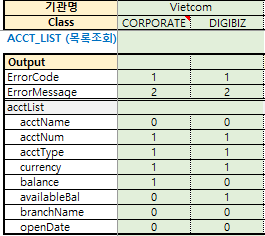 기관명 Vietcom
Class CORPORATE DIGIBIZ
ACCT_LIST (목록조회)
Output
ErrorCode 1 1
ErrorMessage 2 2
acctList
acctName 0 0
acctNum 1 1
acctType 1 1
currency 1 1
balance 1 0
availableBal 0 1
branchName 0 0
openDate 0 0